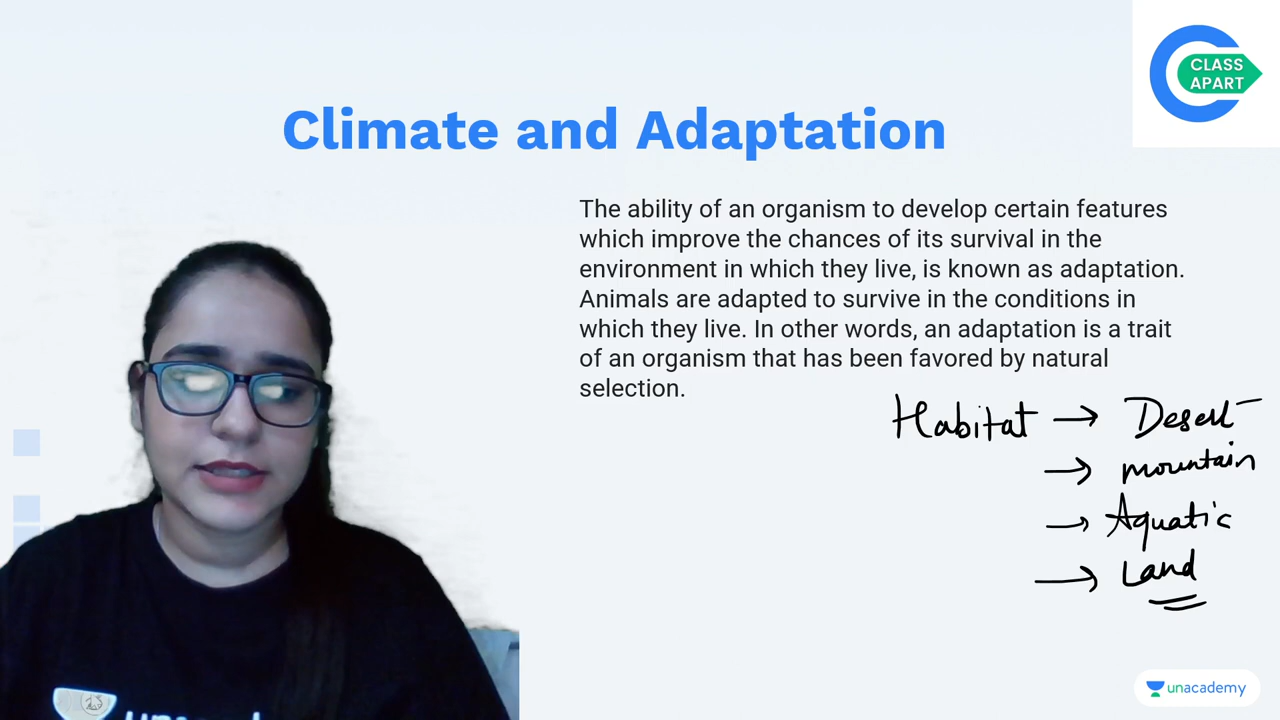 CLASS
APART
Climate and Adaptation
The ability of an organism to develop certain features
which improve the chances of its survival in the
environment in which they live, is known as adaptation.
Animals are adapted to survive in the conditions in
which they live. In other words, an adaptation is a trait
of an organism that has been favored by natural
selection.
Habitat → Desert
→ mountain
→ Aquatic
→ Land
unacademy